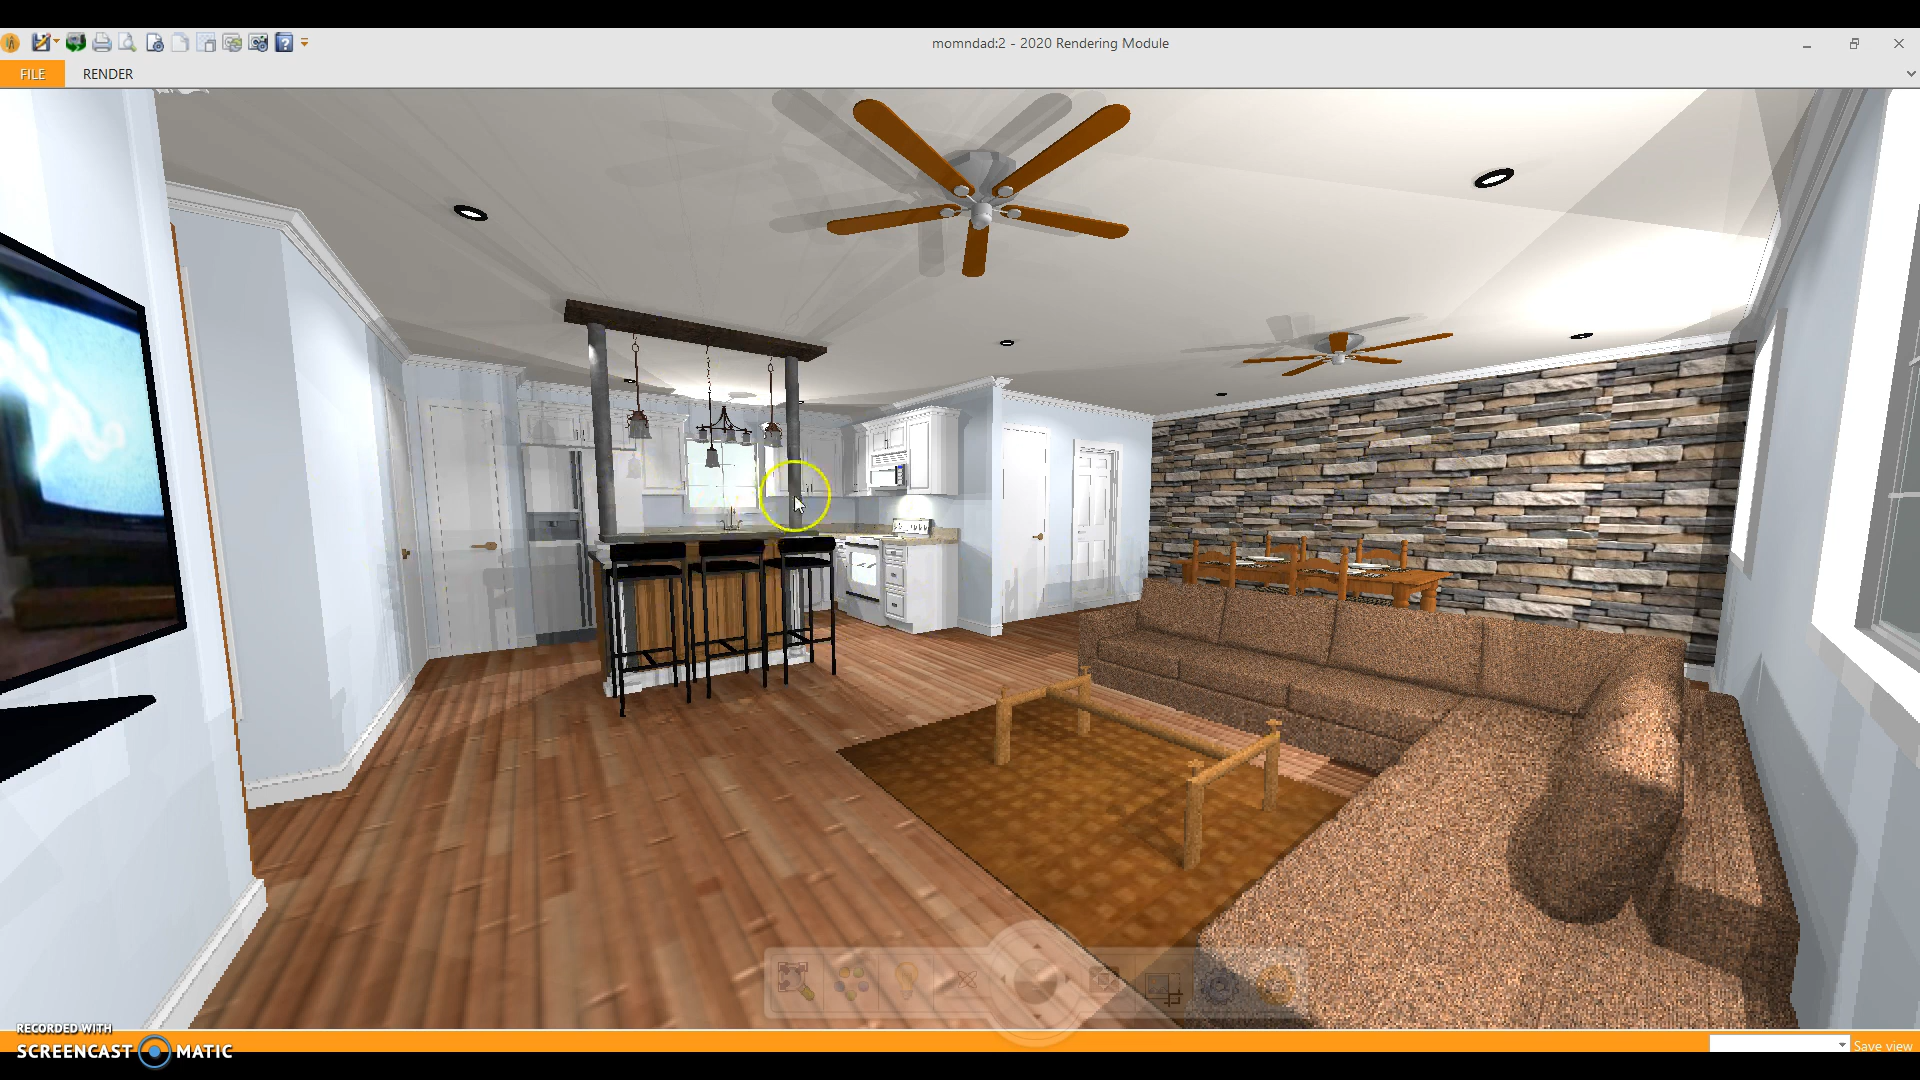 momndad:2 - 2020 Rendering Module
FILE
RENDER
RECORDED WITH
SCREENCAST MATIC
Save view